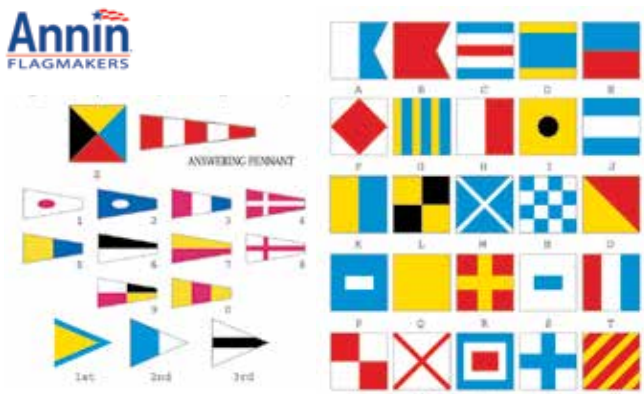 Annin
FLAGMAKERS
Z
ANSWERING PENNANT
1 2 3 4
5 6 7 8
9 0
1st 2nd 3rd
A B C D E
F G H I J
K L M N O
P Q R S T